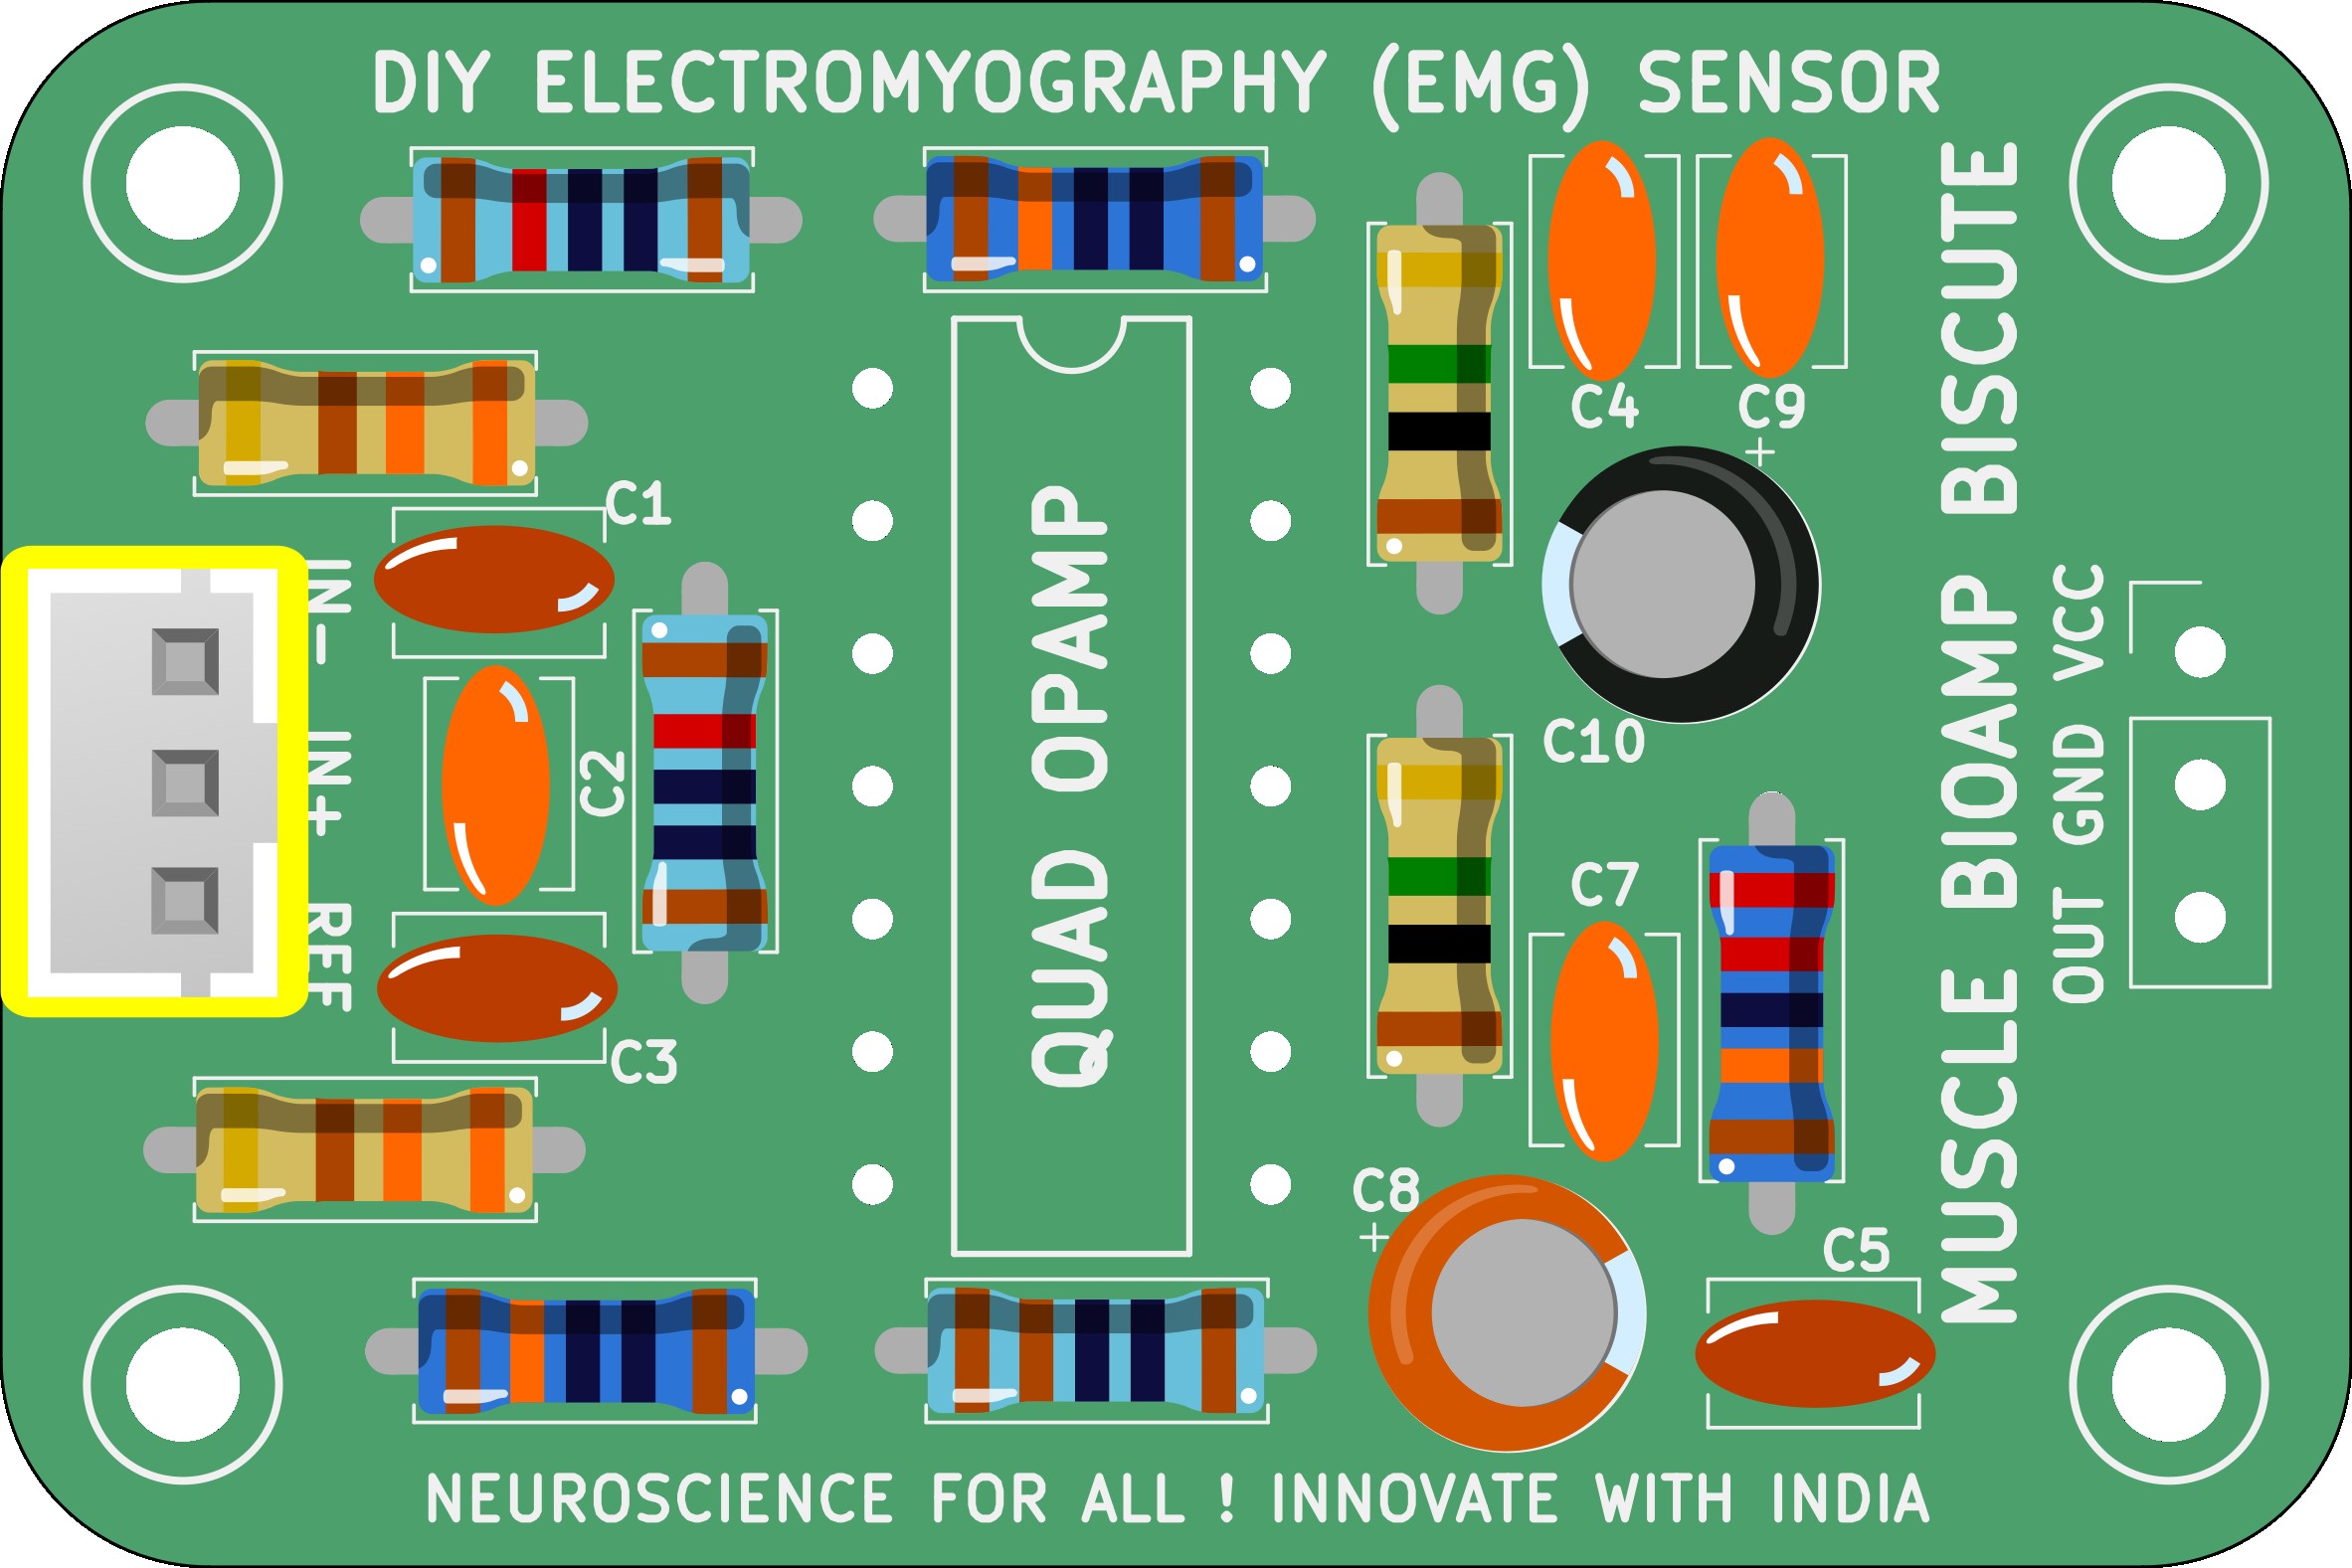 DIY ELECTROMYOGRAPHY (EMG) SENSOR
C4
C9
+
C1
IN -
IN +
REF
C2
C3
QUAD OPAMP
C10
C7
C8
+
C5
VCC
GND
OUT
MUSCLE BIOAMP BISCUTE
NEUROSCIENCE FOR ALL ! INNOVATE WITH INDIA